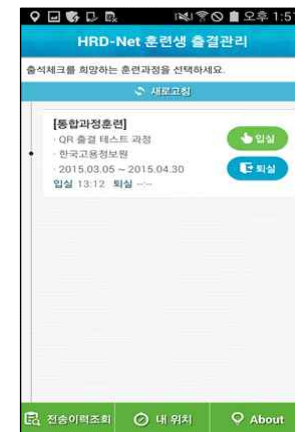 오후 1:51
HRD-Net 훈련생 출결관리
출석체크를 희망하는 훈련과정을 선택하세요.
새로고침
[통합과정훈련]
· QR 출결 테스트 과정
· 한국고용정보원
· 2015.03.05 ~ 2015.04.30
입실 13:12 퇴실 --:--
입실
퇴실
전송이력조회
내 위치
About